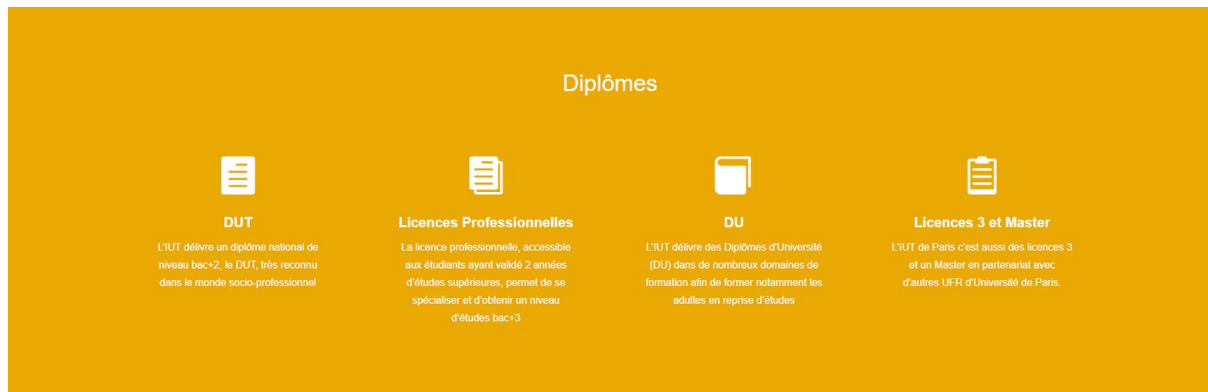 Diplômes
DUT
L'IUT délivre un diplôme national de
niveau bac+2, le DUT, très reconnu
dans le monde socio-professionnel
Licences Professionnelles
La licence professionnelle, accessible
aux étudiants ayant validé 2 années
d'études supérieures, permet de se
spécialiser et d'obtenir un niveau
d'études bac+3
DU
L'IUT délivre des Diplômes d'Université
(DU) dans de nombreux domaines de
formation afin de former notamment les
adultes en reprise d'études
Licences 3 et Master
L'IUT de Paris c'est aussi des licences 3
et un Master en partenariat avec
d'autres UFR d'Université de Paris.